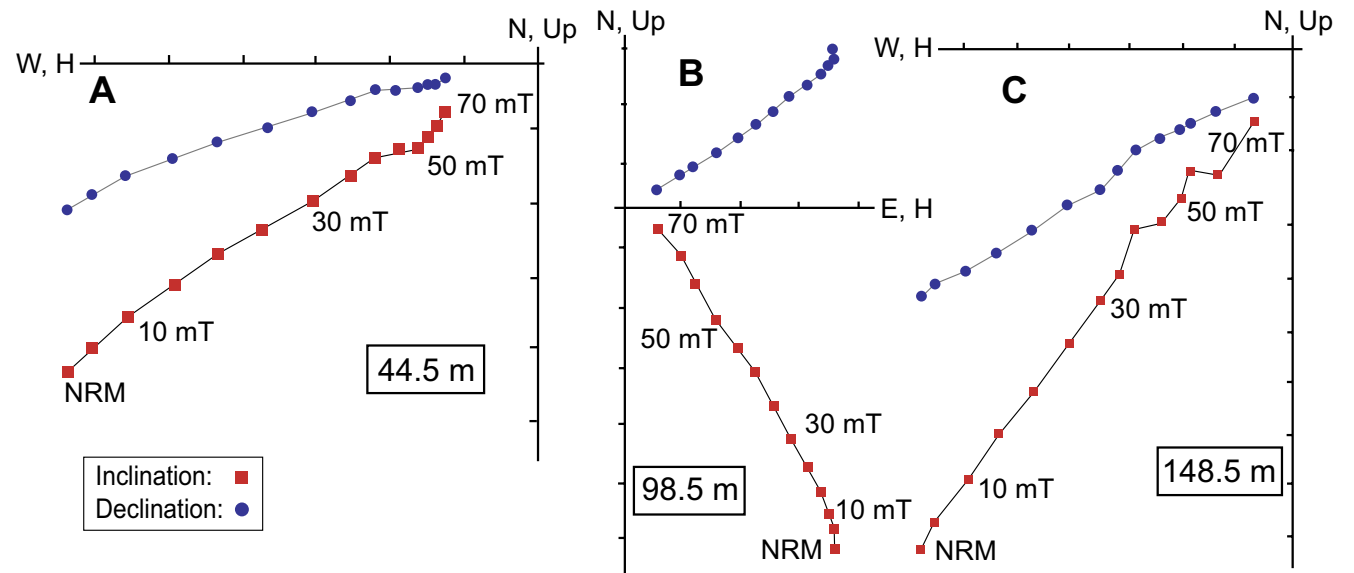 N, Up
W, H
A
70 mT
50 mT
30 mT
10 mT
NRM
44.5 m
Inclination:
Declination:
N, Up
B
E, H
70 mT
50 mT
30 mT
10 mT
NRM
98.5 m
N, Up
W, H
C
70 mT
50 mT
30 mT
10 mT
NRM
148.5 m